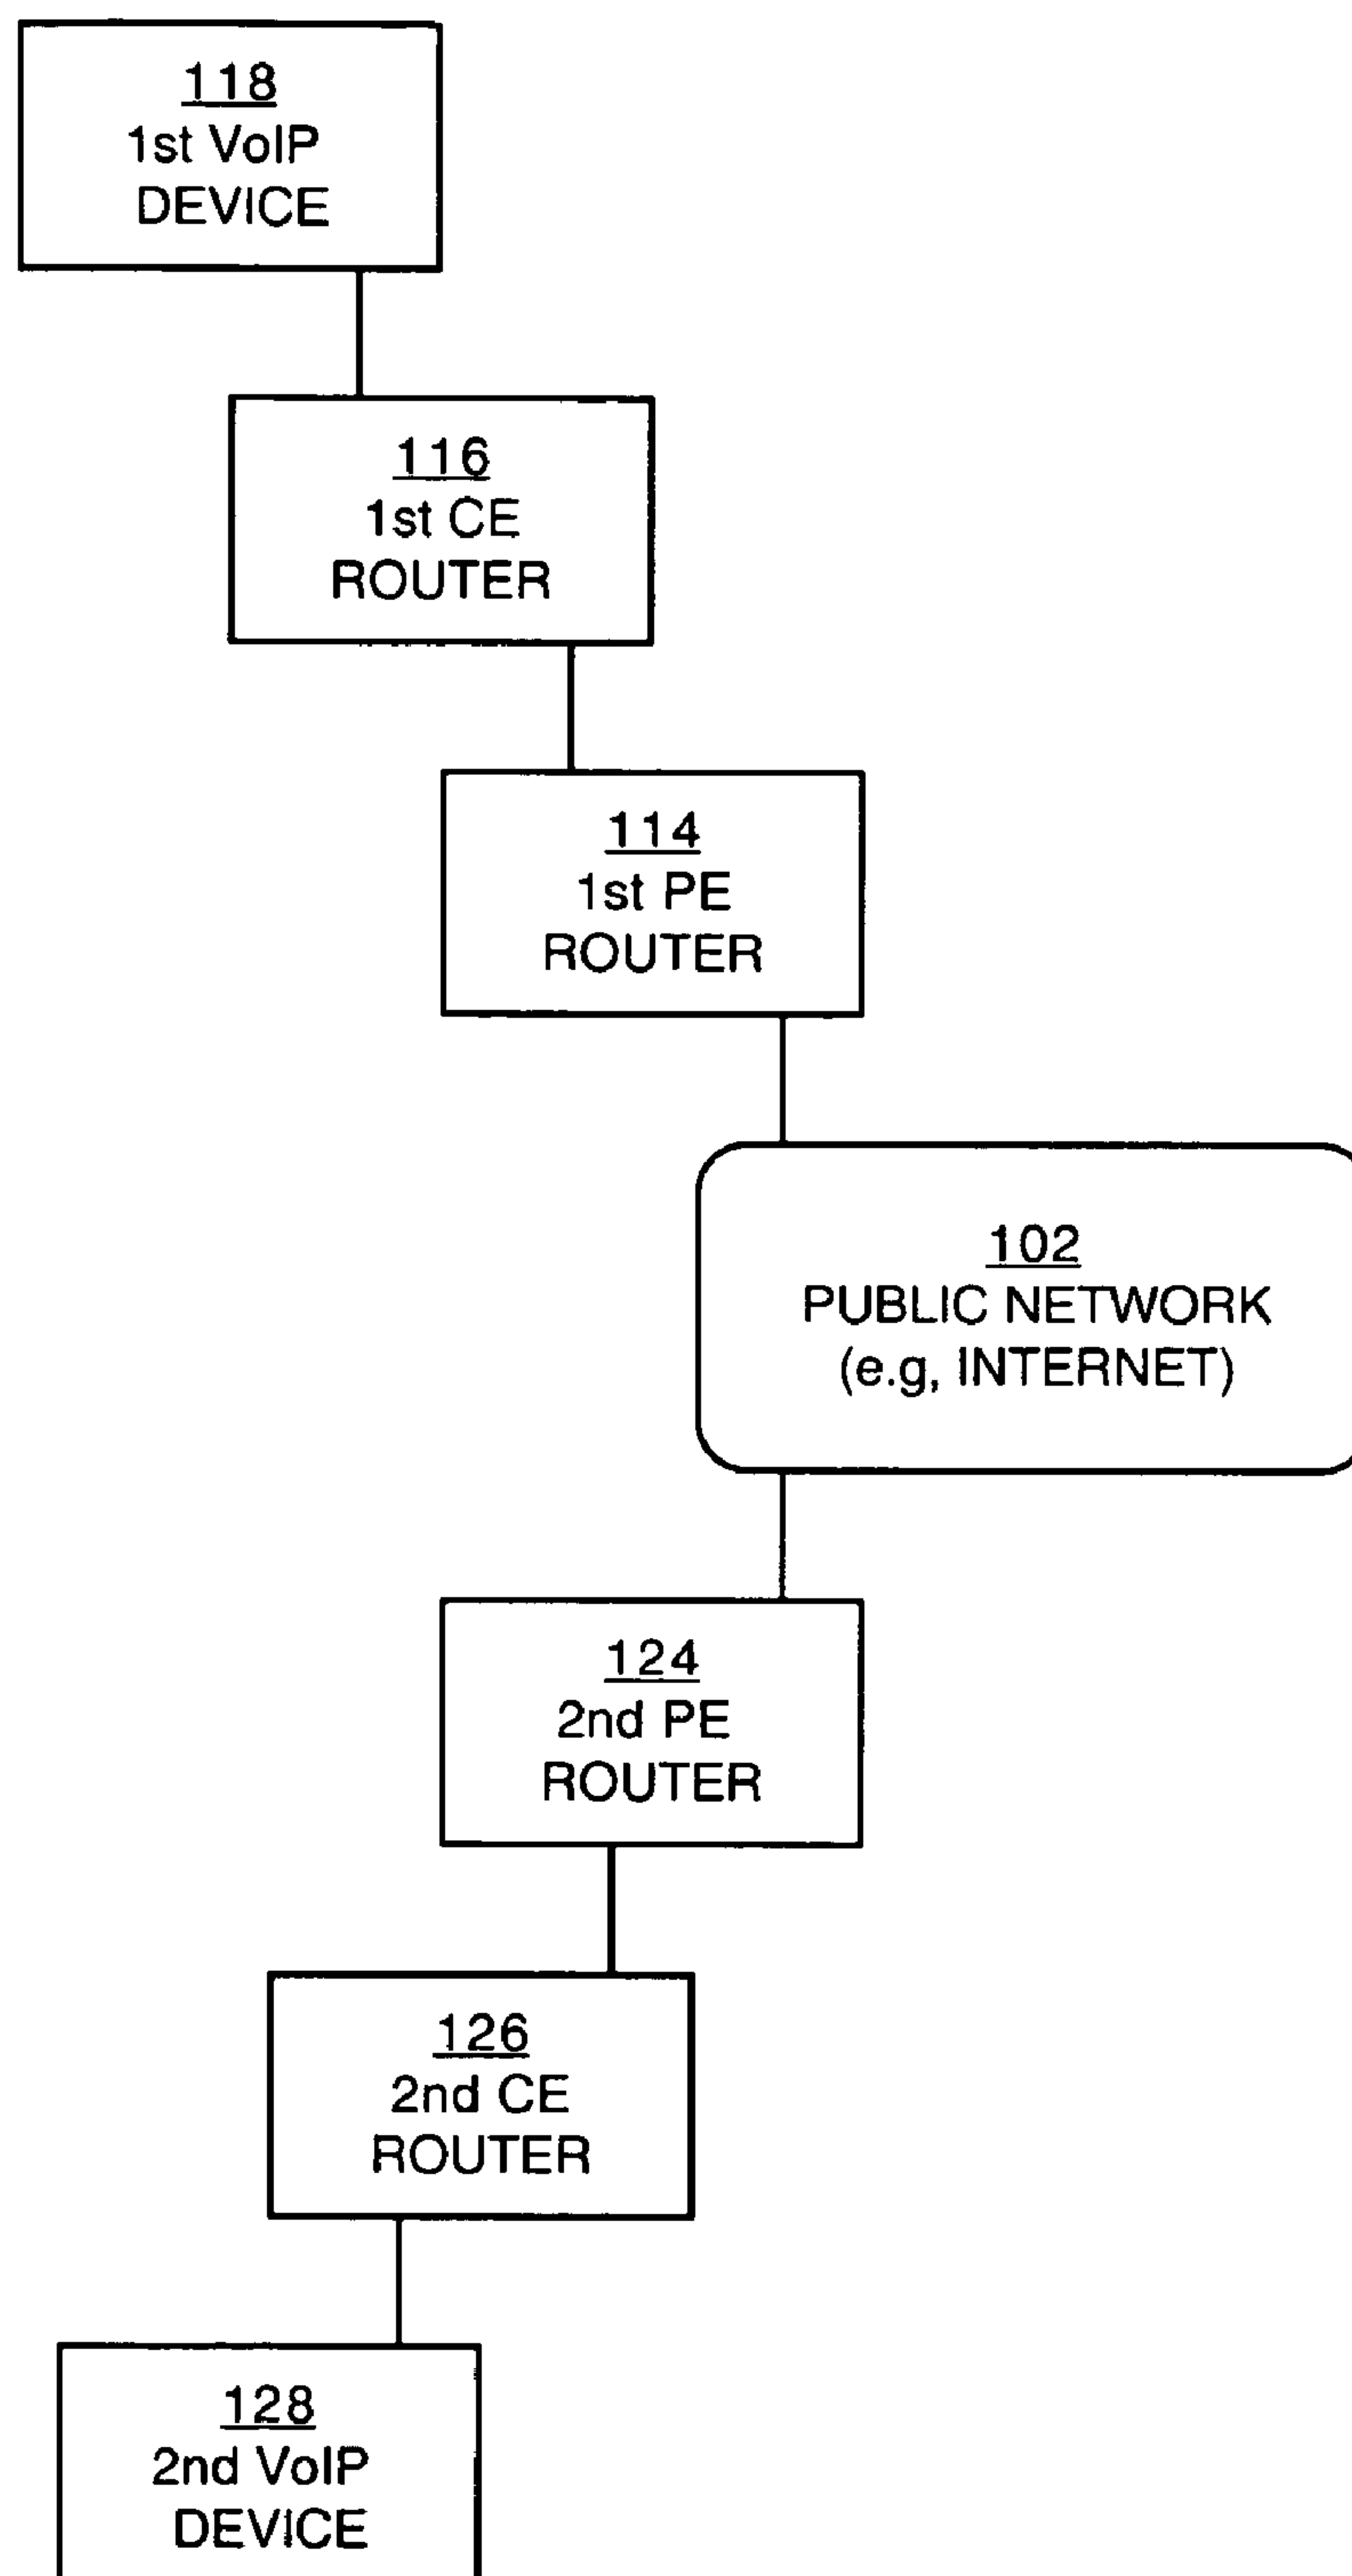 118
1st VoIP
DEVICE
116
1st CE
ROUTER
114
1st PE
ROUTER
102
PUBLIC NETWORK
(e.g, INTERNET)
124
2nd PE
ROUTER
126
2nd CE
ROUTER
128
2nd VoIP
DEVICE